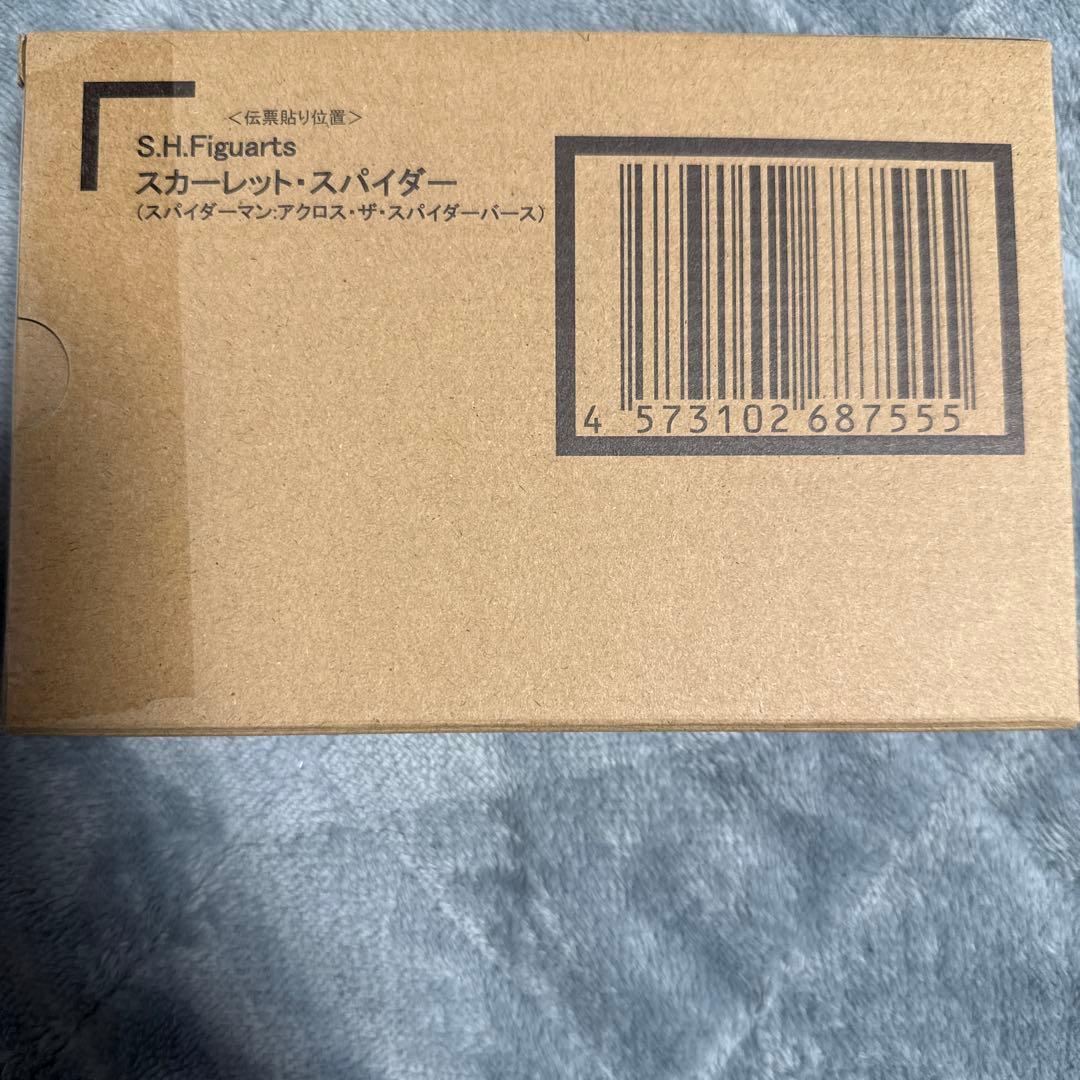 ＜伝票貼り位置＞
S.H.Figuarts
スカーレット・スパイダー
(スパイダーマン:アクロス・ザ・スパイダーバース)
4 573102 687555